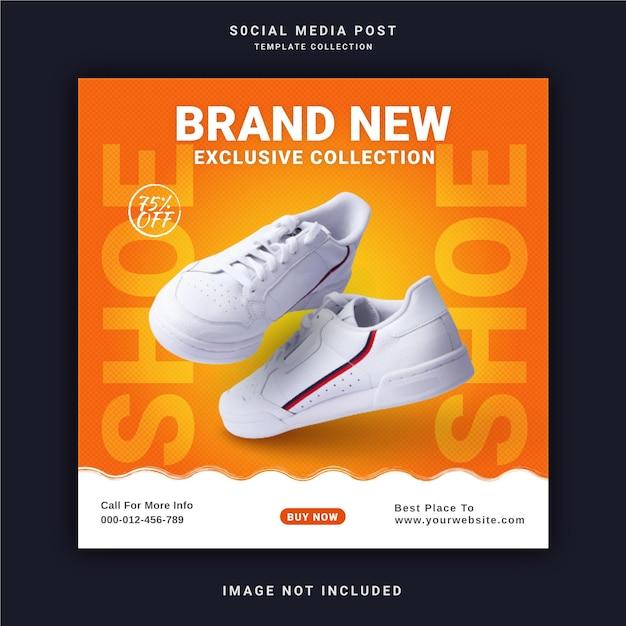 SOCIAL MEDIA POST
TEMPLATE COLLECTION
BRAND NEW
EXCLUSIVE COLLECTION
SHOE
SHOE
75%
OFF
Call For More Info
000-012-456-789
BUY NOW
Best Place To
www.yourwebsite.com
IMAGE NOT INCLUDED